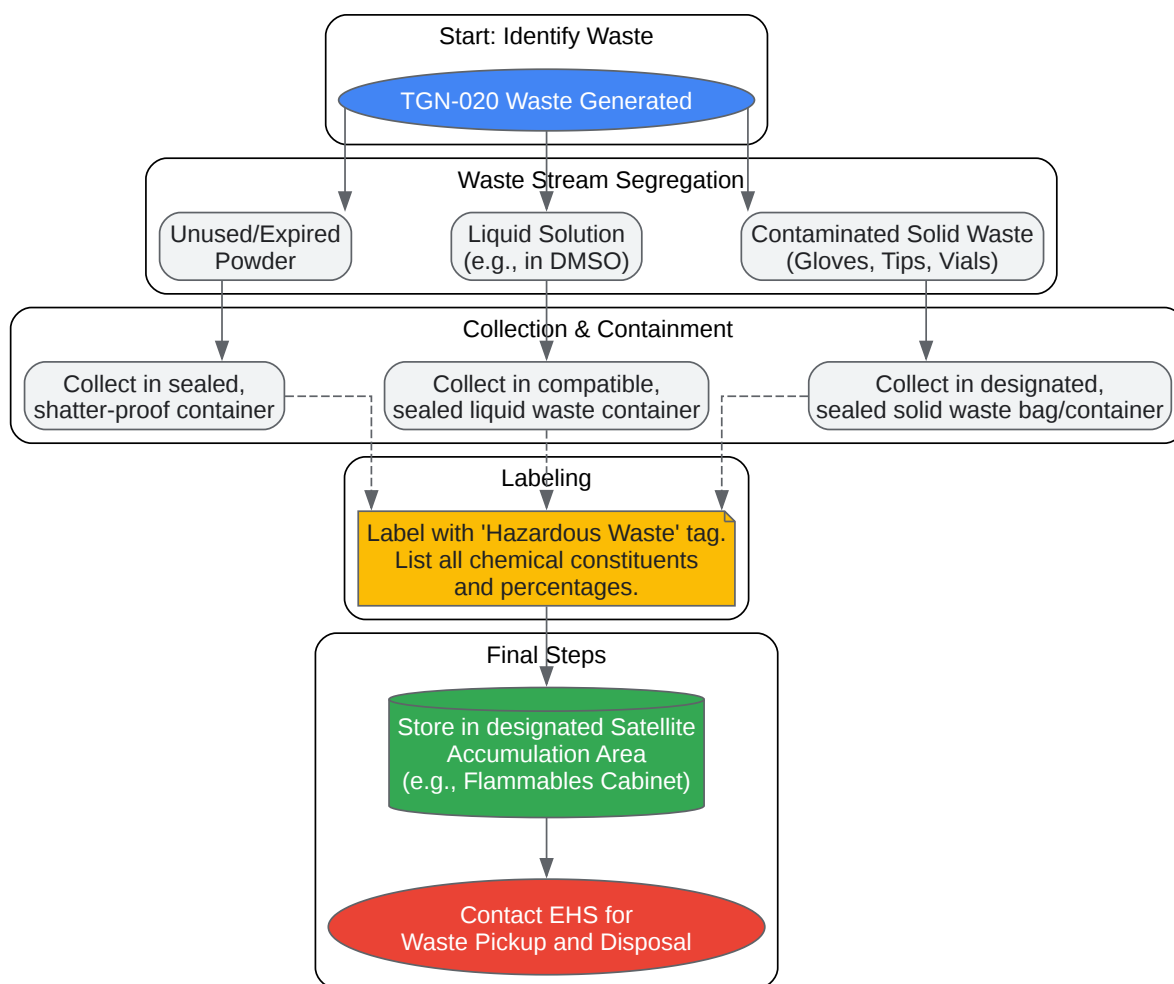 Start: Identify Waste
TGN-020 Waste Generated
Waste Stream Segregation
Unused/Expired
Powder
Liquid Solution
(e.g., in DMSO)
Contaminated Solid Waste
(Gloves, Tips, Vials)
Collection & Containment
Collect in sealed,
shatter-proof container
Collect in compatible,
sealed liquid waste container
Collect in designated,
sealed solid waste bag/container
Labeling
Label with 'Hazardous Waste' tag.
List all chemical constituents
and percentages.
Final Steps
Store in designated Satellite
Accumulation Area
(e.g., Flammables Cabinet)
Contact EHS for
Waste Pickup and Disposal